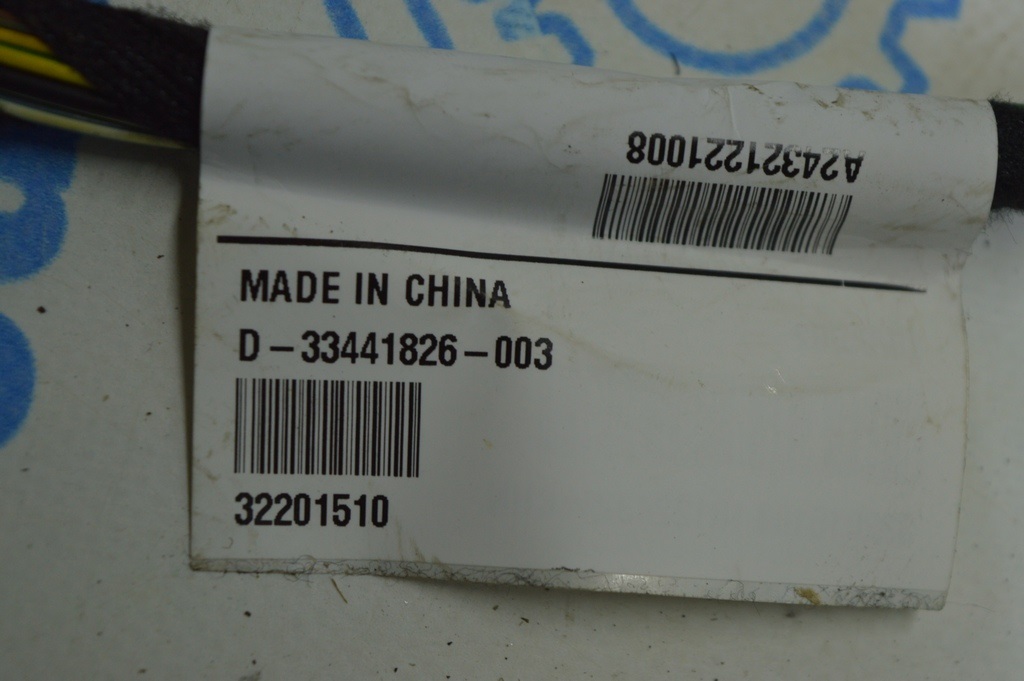 A24321221008
MADE IN CHINA
D-33441826-003
32201510